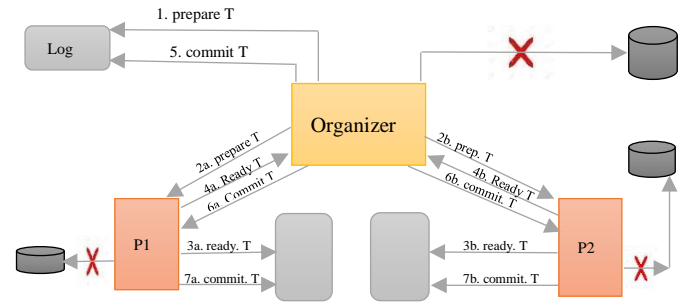 1. prepare T
Log
5. commit T
Organizer
2a. prepare T
2b. prep. T
4a. Ready T
4b. Ready T
6a. Commit T
6b. commit. T
P1
3a. ready. T
3b. ready. T
P2
7a. commit. T
7b. commit. T